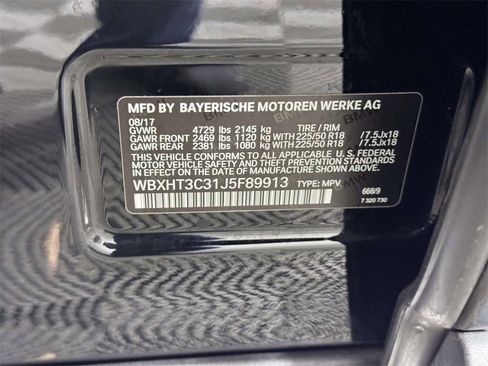 MFD BY BAYERISCHE MOTOREN WERKE AG
08/17
GVWR 4729 lbs 2145 kg TIRE / RIM
GAWR FRONT 2469 lbs 1120 kg WITH 225/50 R18 / 7.5Jx18
GAWR REAR 2381 lbs 1080 kg WITH 225/50 R18 / 7.5Jx18
THIS VEHICLE CONFORMS TO ALL APPLICABLE U.S. FEDERAL
MOTOR VEHICLE SAFETY, BUMPER, AND THEFT PREVENTION STANDARDS
IN EFFECT ON THE DATE OF MANUFACTURE SHOWN ABOVE.
WBXHT3C31J5F89913 TYPE: MPV
668/9
7 320 730